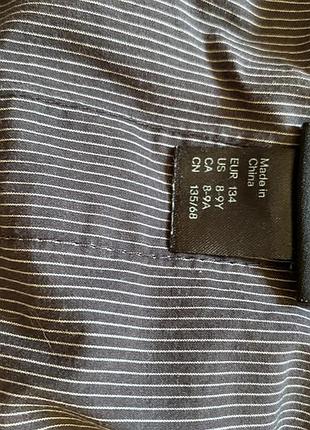 Made in
China
EUR 134
US 8-9Y
CA 8-9A
CN 135/68